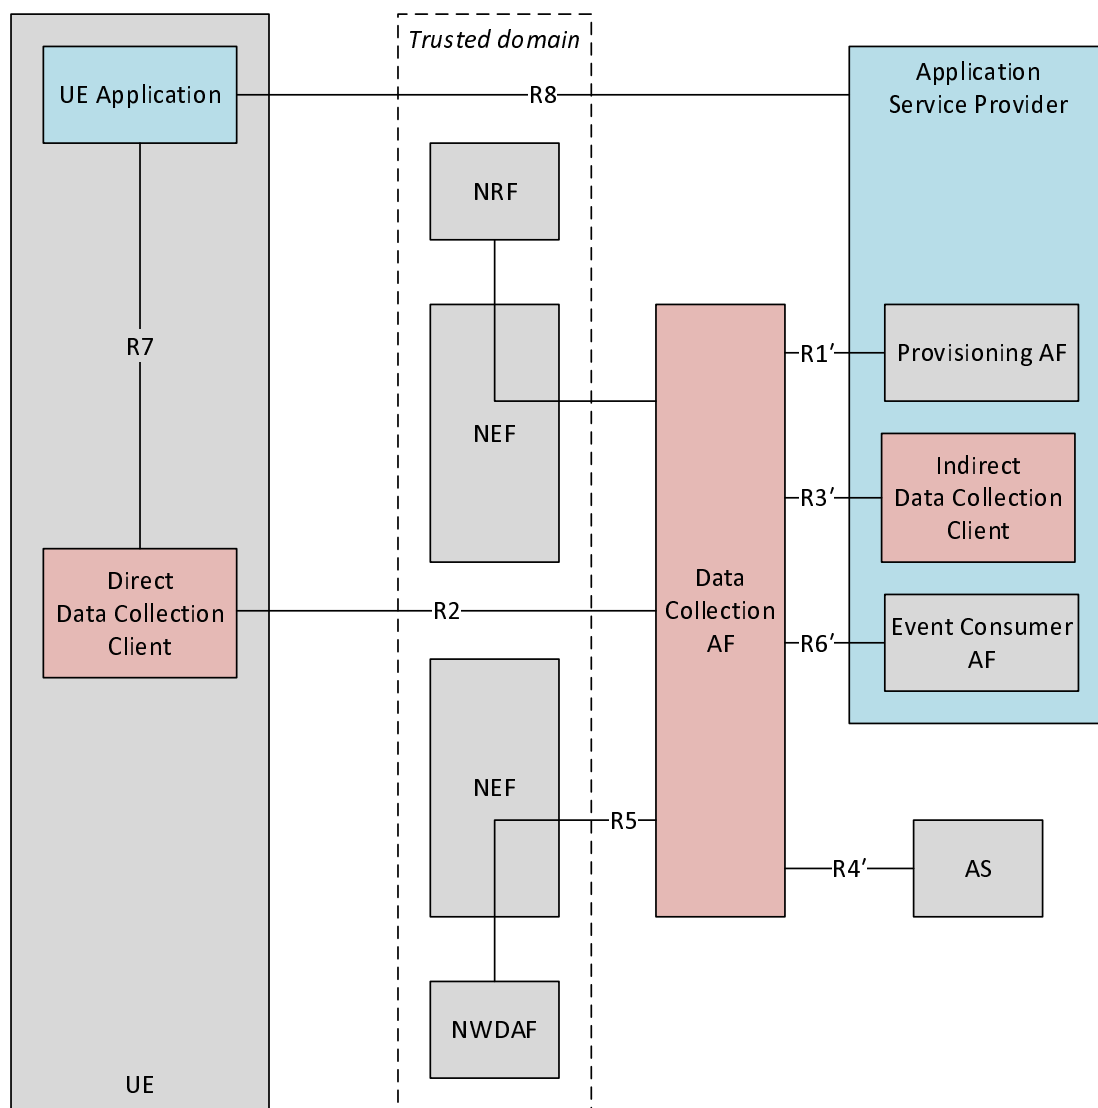 Trusted domain
UE Application
R8
Application
Service Provider
NRF
R7
NEF
R1′
Provisioning AF
Indirect
Data Collection
Client
R3′
Direct
Data Collection
Client
R2
Data
Collection
AF
Event Consumer
AF
R6′
NEF
R5
R4′
AS
NWDAF
UE